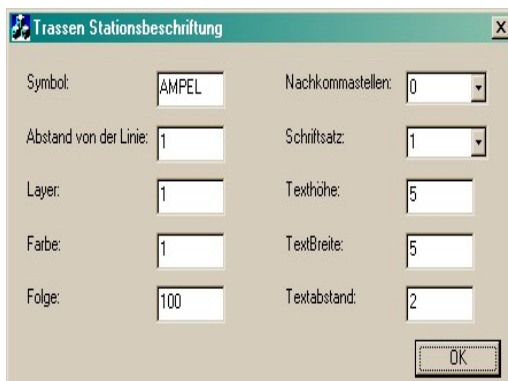 Trassen Stationsbeschriftung
Symbol: AMPEL Nachkommastellen: 0
Abstand von der Linie: 1 Schriftsatz: 1
Layer: 1 Texthöhe: 5
Farbe: 1 TextBreite: 5
Folge: 100 Textabstand: 2
OK